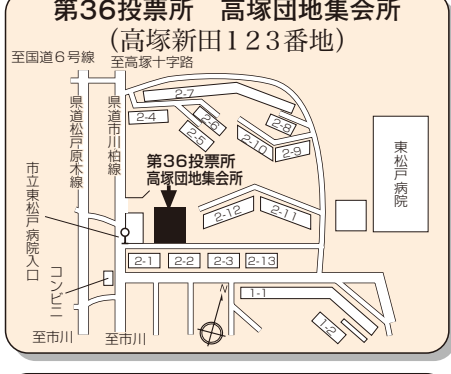 第36投票所 高塚団地集会所
(高塚新田123番地)
至国道6号線
至高塚十字路
県道松戸原木線
県道市川柏線
2-7
2-4
2-6
2-5
2-8
2-10
2-9
東松戸病院
第36投票所
高塚団地集会所
市立東松戸病院入口
2-12
2-11
2-1
2-2
2-3
2-13
コンビニ
1-1
1-2
N
至市川
至市川